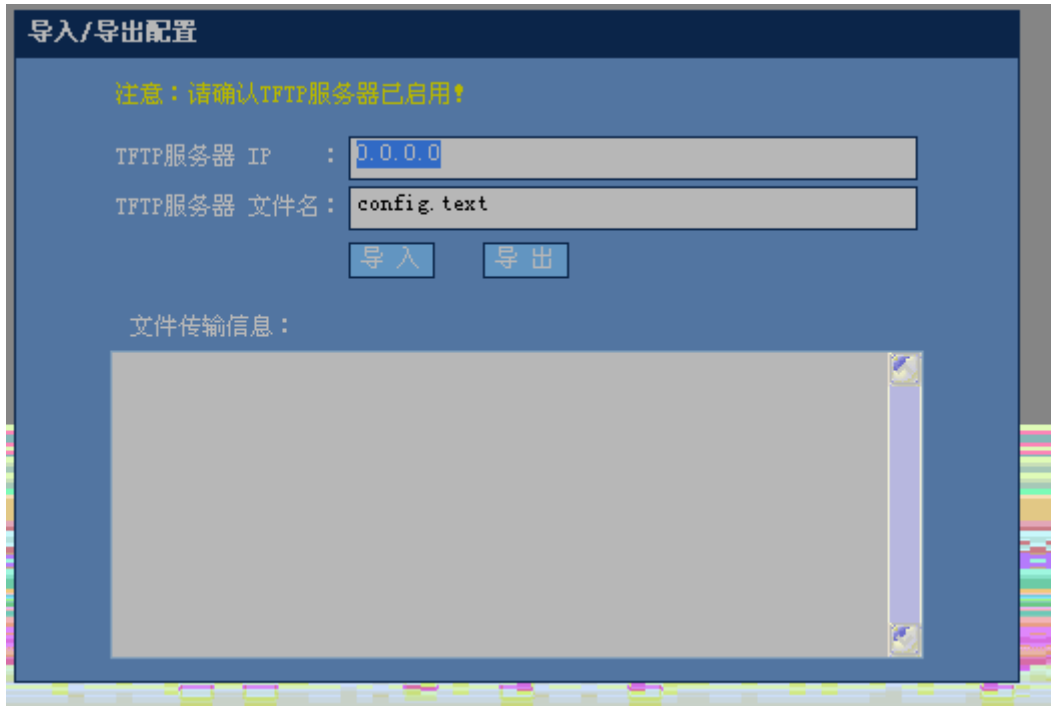 导入/导出配置
注意：请确认TFTP服务器已启用！
TFTP服务器 IP ： 0.0.0.0
TFTP服务器 文件名： config.text
导 入 导 出
文件传输信息：